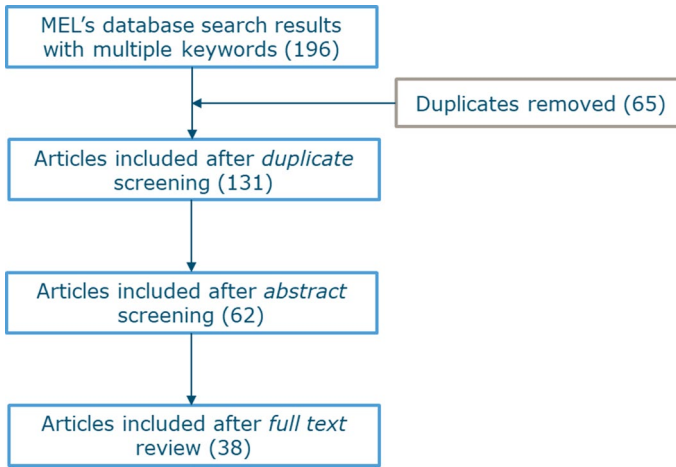 MEL's database search results
with multiple keywords (196)
Duplicates removed (65)
Articles included after duplicate
screening (131)
Articles included after abstract
screening (62)
Articles included after full text
review (38)